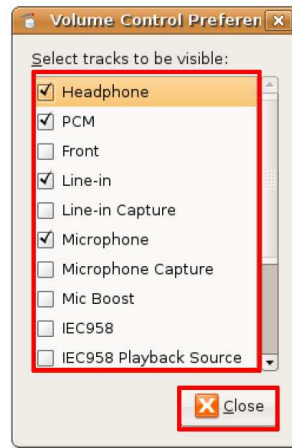 Volume Control Preferen
Select tracks to be visible:
Headphone
PCM
Front
Line-in
Line-in Capture
Microphone
Microphone Capture
Mic Boost
IEC958
IEC958 Playback Source
Close